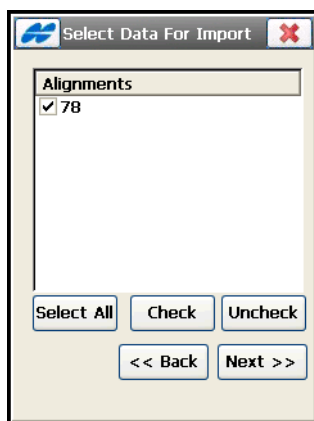 Select Data For Import
Alignments
78
Select All Check Uncheck
<< Back Next >>